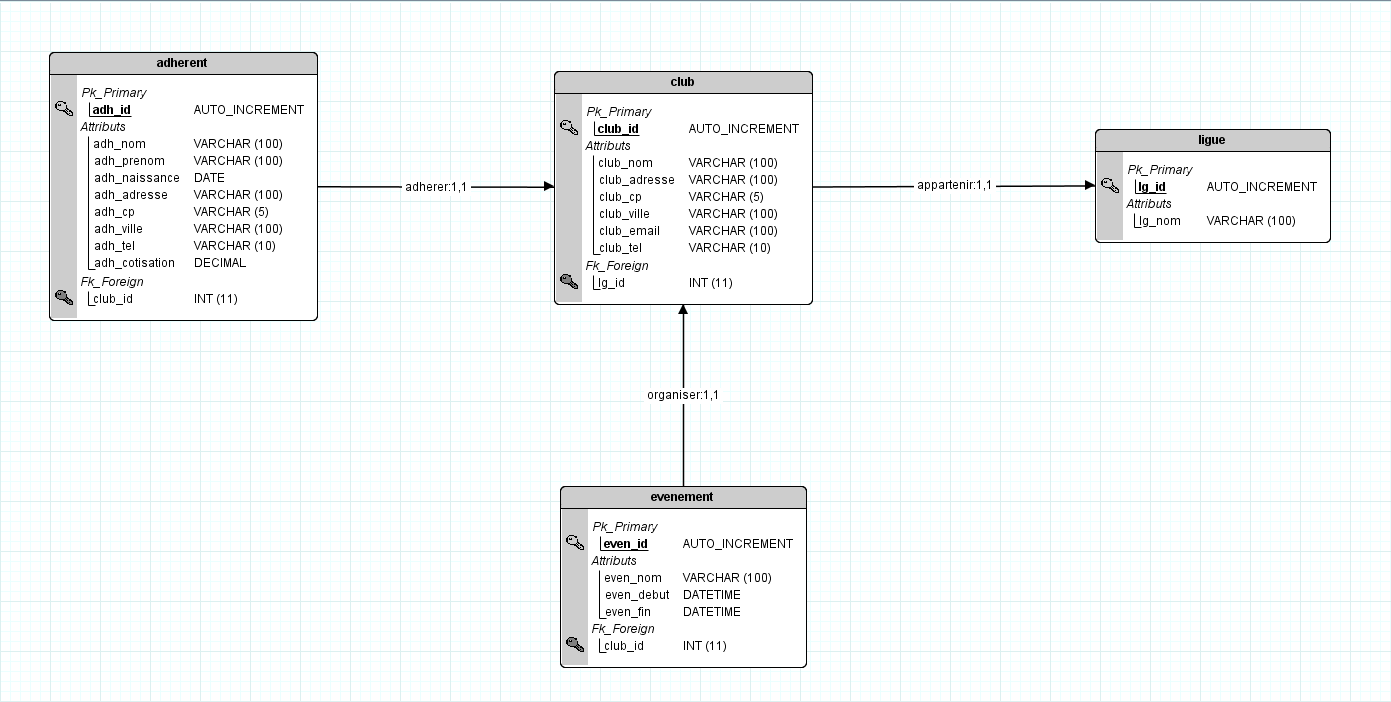 adherent
Pk_Primary
adh_id AUTO_INCREMENT
Attributs
adh_nom VARCHAR (100)
adh_prenom VARCHAR (100)
adh_naissance DATE
adh_adresse VARCHAR (100)
adh_cp VARCHAR (5)
adh_ville VARCHAR (100)
adh_tel VARCHAR (10)
adh_cotisation DECIMAL
Fk_Foreign
club_id INT (11)
adherer:1,1
club
Pk_Primary
club_id AUTO_INCREMENT
Attributs
club_nom VARCHAR (100)
club_adresse VARCHAR (100)
club_cp VARCHAR (5)
club_ville VARCHAR (100)
club_email VARCHAR (100)
club_tel VARCHAR (10)
Fk_Foreign
lg_id INT (11)
appartenir:1,1
ligue
Pk_Primary
lg_id AUTO_INCREMENT
Attributs
lg_nom VARCHAR (100)
organiser:1,1
evenement
Pk_Primary
even_id AUTO_INCREMENT
Attributs
even_nom VARCHAR (100)
even_debut DATETIME
even_fin DATETIME
Fk_Foreign
club_id INT (11)